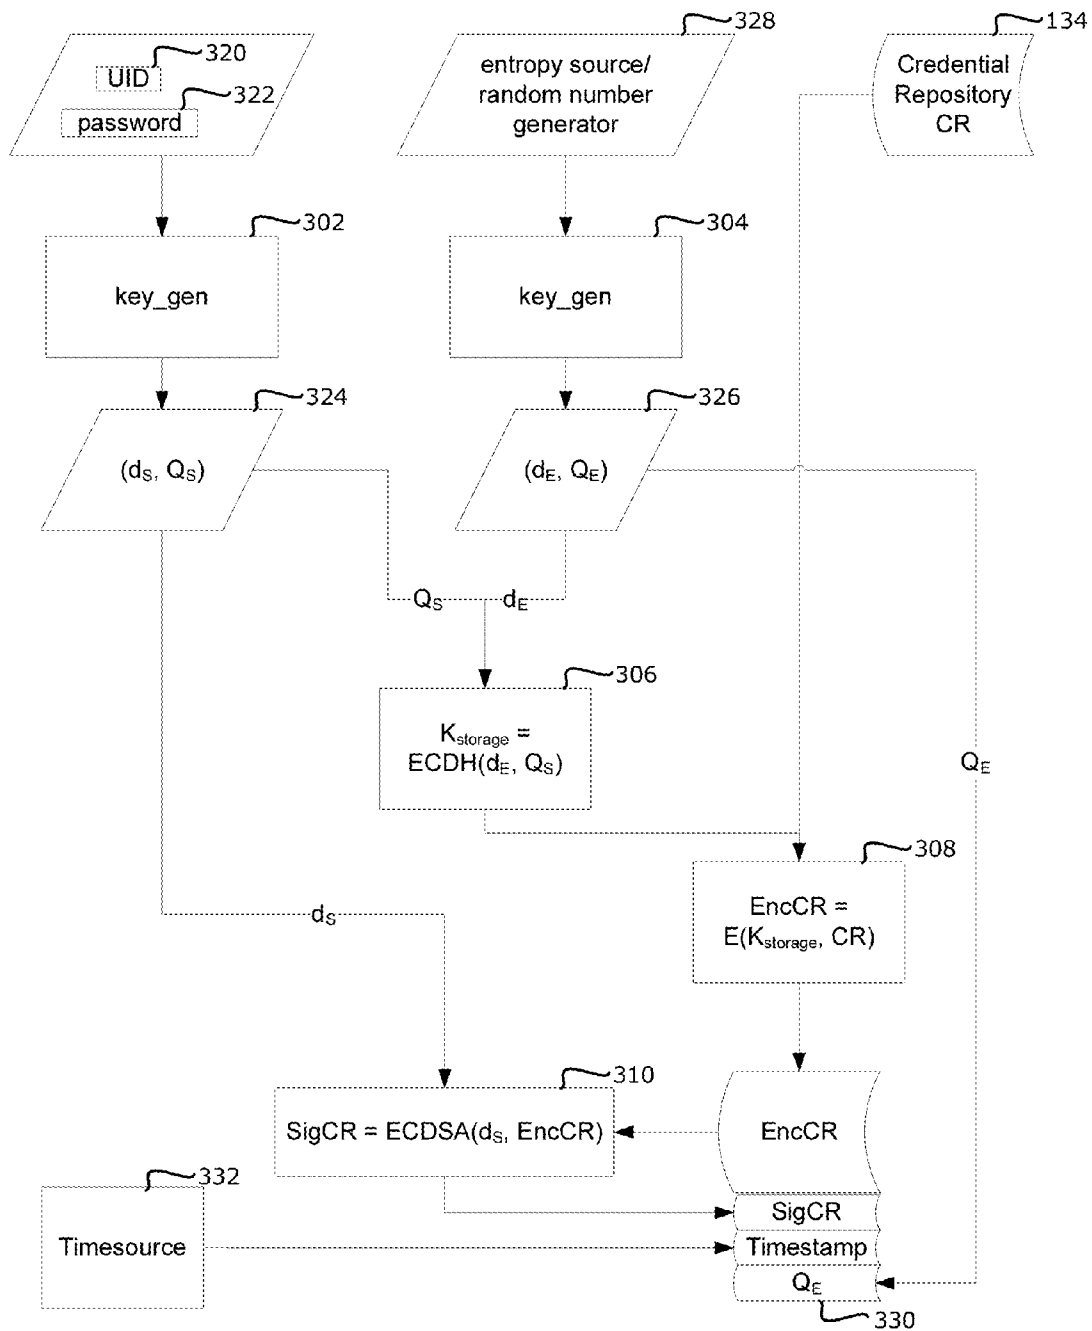 320
UID
322
password
328
entropy source/
random number
generator
134
Credential
Repository
CR
302
key_gen
304
key_gen
324
(dS, QS)
326
(dE, QE)
QS
dE
306
Kstorage =
ECDH(dE, QS)
QE
308
EncCR =
E(Kstorage, CR)
dS
310
SigCR = ECDSA(dS, EncCR)
EncCR
332
Timesource
SigCR
Timestamp
QE
330